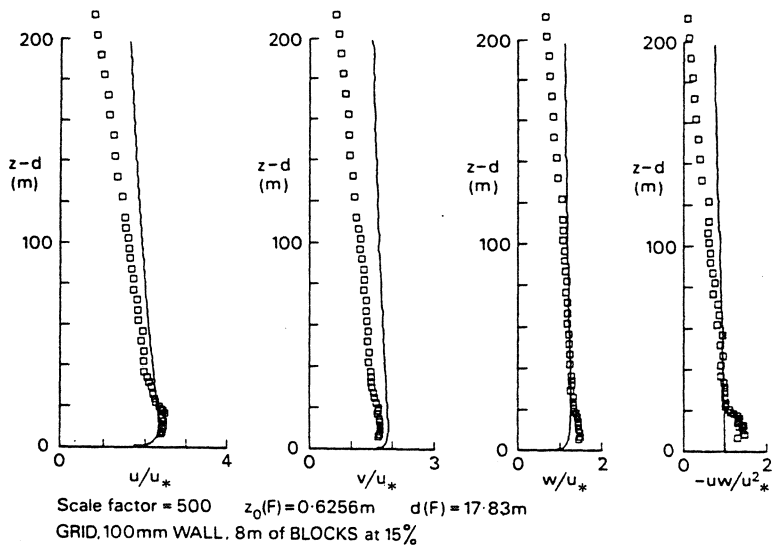 200
z-d
(m)
100
0
0
4
u/u*
200
z-d
(m)
100
0
0
3
v/u*
200
z-d
(m)
100
0
0
2
w/u*
200
z-d
(m)
100
0
0
2
-uw/u²*
Scale factor = 500 z₀(F) = 0.6256m d(F) = 17·83m
GRID, 100mm WALL, 8m of BLOCKS at 15%